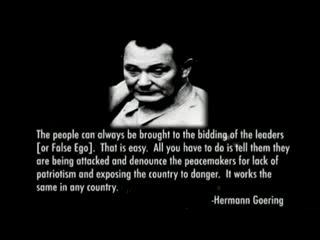 The people can always be brought to the bidding of the leaders
[or False Ego].  That is easy.  All you have to do is tell them they
are being attacked and denounce the peacemakers for lack of
patriotism and exposing the country to danger.  It works the
same in any country.
-Hermann Goering